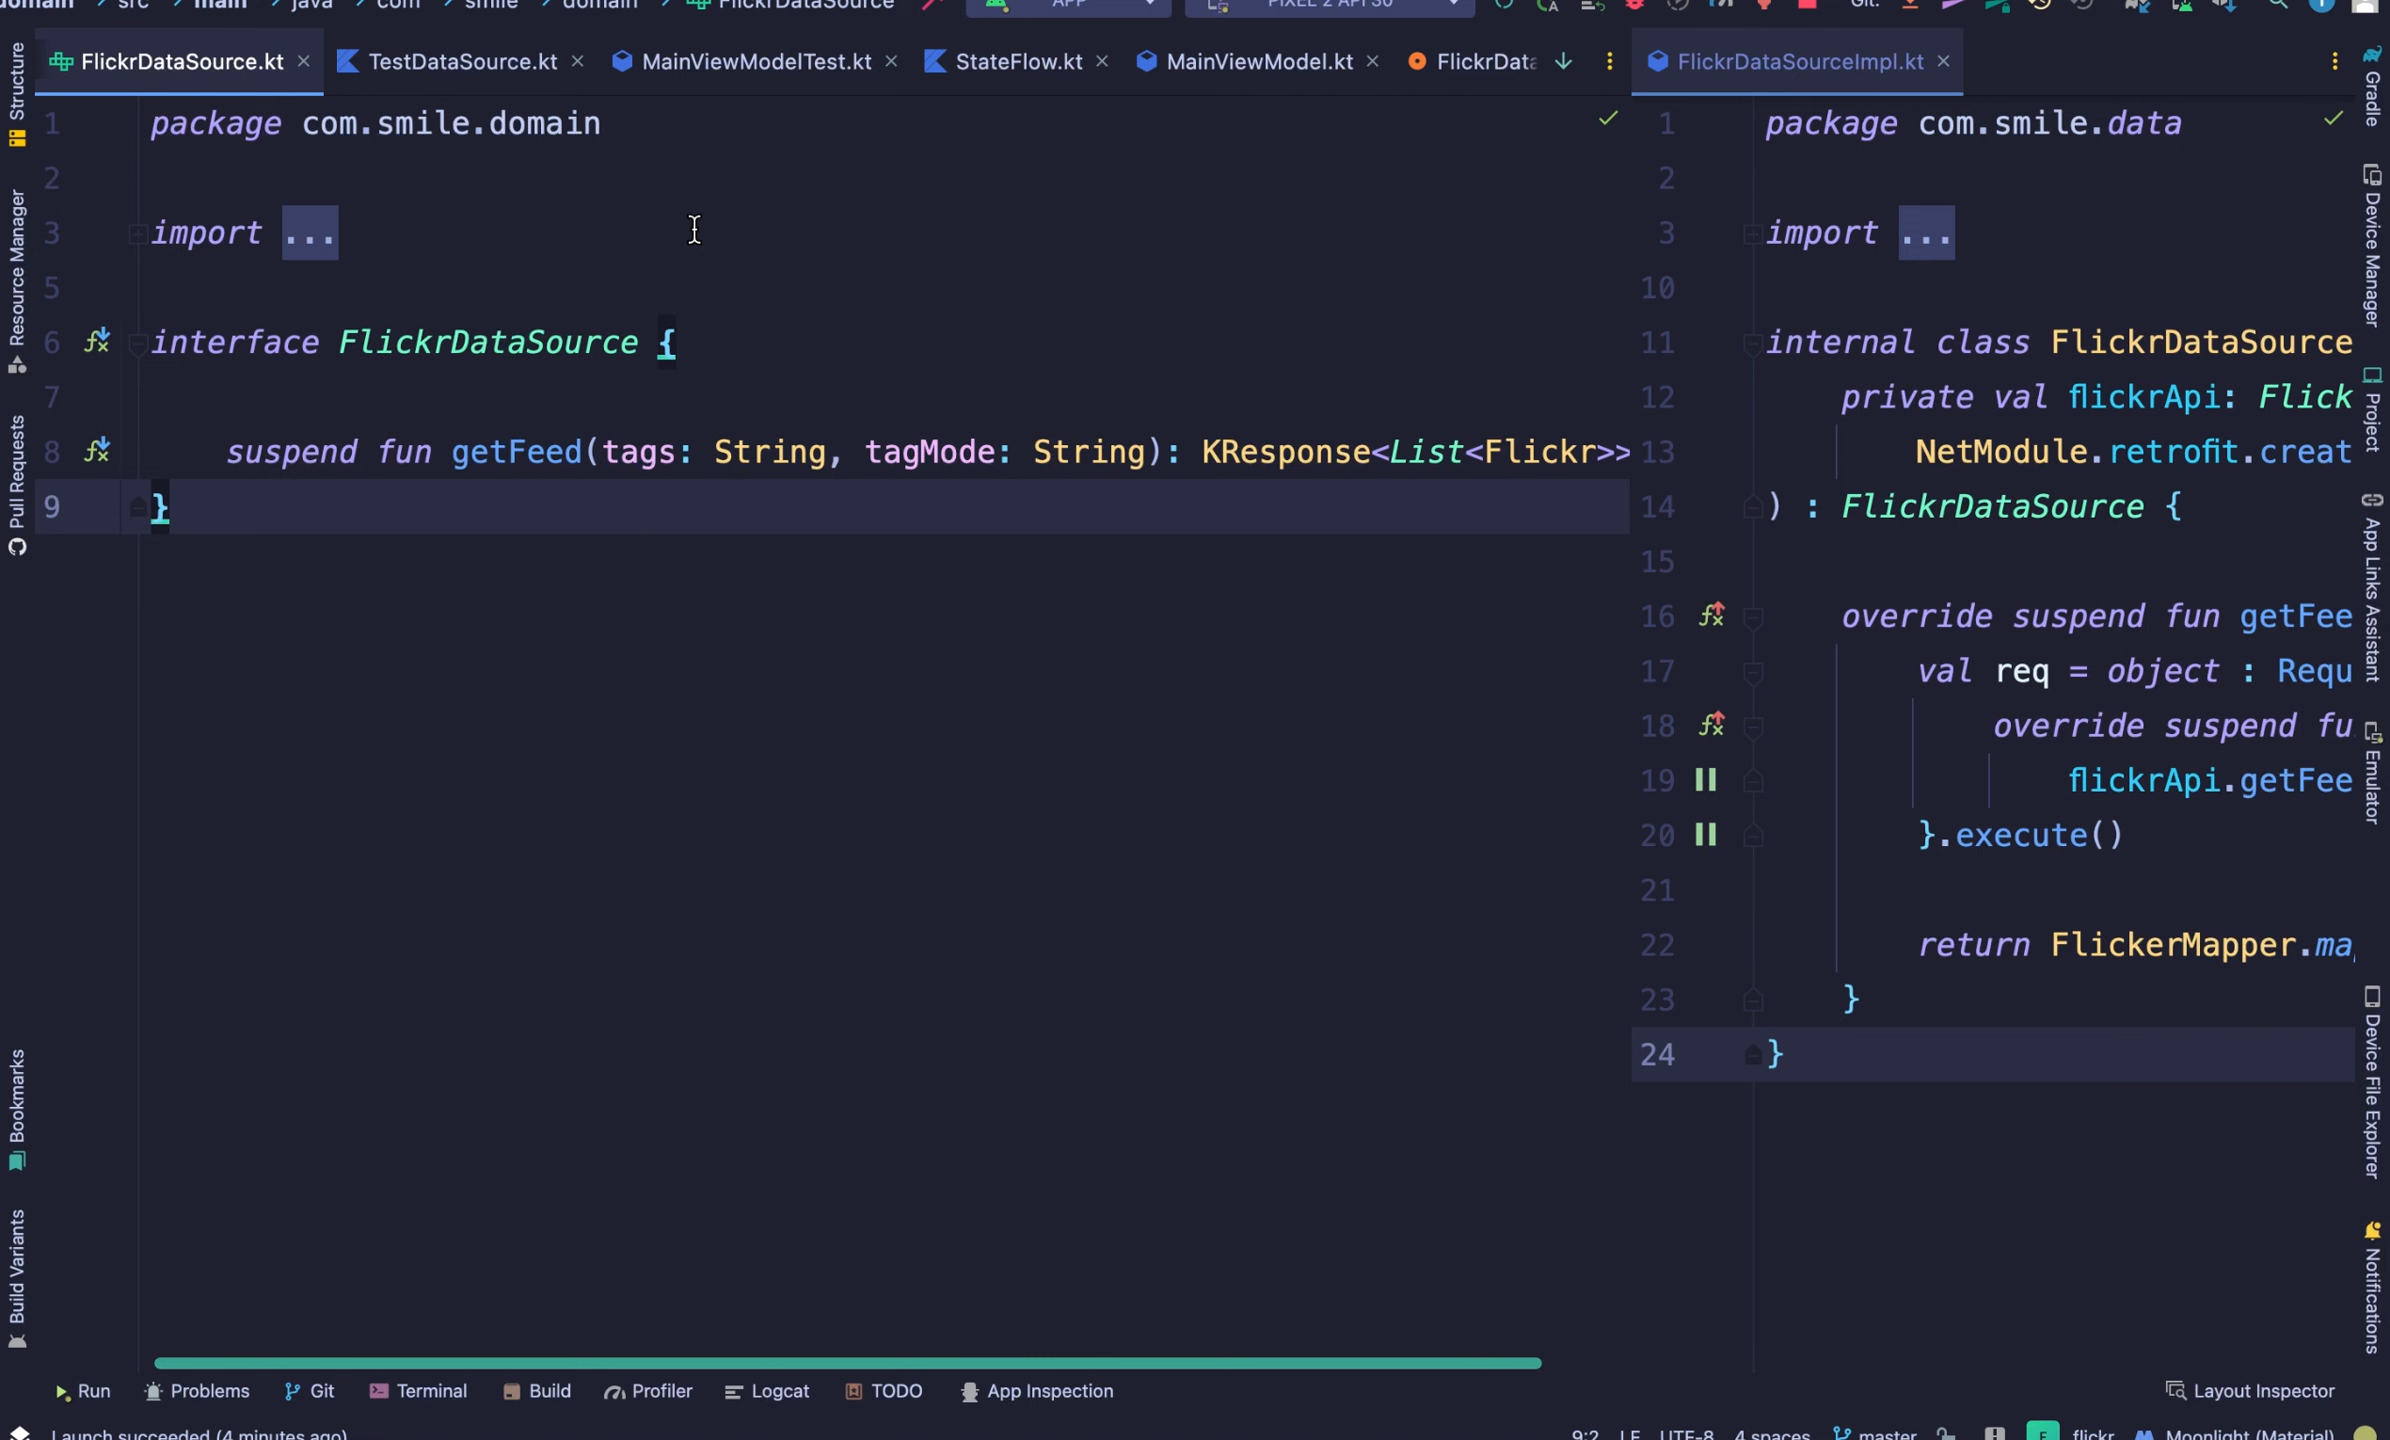 domain src main java com smile domain FlickrDataSource APP PIXEL 2 API 30 Git:
FlickrDataSource.kt TestDataSource.kt MainViewModelTest.kt StateFlow.kt MainViewModel.kt FlickrData FlickrDataSourceImpl.kt
1 package com.smile.domain
2
3 import ...
5
6 interface FlickrDataSource {
7
8 suspend fun getFeed(tags: String, tagMode: String): KResponse<List<Flickr>>
9 }
1 package com.smile.data
2
3 import ...
10
11 internal class FlickrDataSource
12 private val flickrApi: Flick
13 NetModule.retrofit.creat
14 ) : FlickrDataSource {
15
16 override suspend fun getFee
17 val req = object : Requ
18 override suspend fu
19 flickrApi.getFee
20 }.execute()
21
22 return FlickerMapper.ma
23 }
24 }
Structure
Resource Manager
Pull Requests
Bookmarks
Build Variants
Gradle
Device Manager
Project
App Links Assistant
Emulator
Device File Explorer
Notifications
Run Problems Git Terminal Build Profiler Logcat TODO App Inspection Layout Inspector
Launch succeeded (4 minutes ago) 9:2 LF UTF-8 4 spaces master F flickr Moonlight (Material)